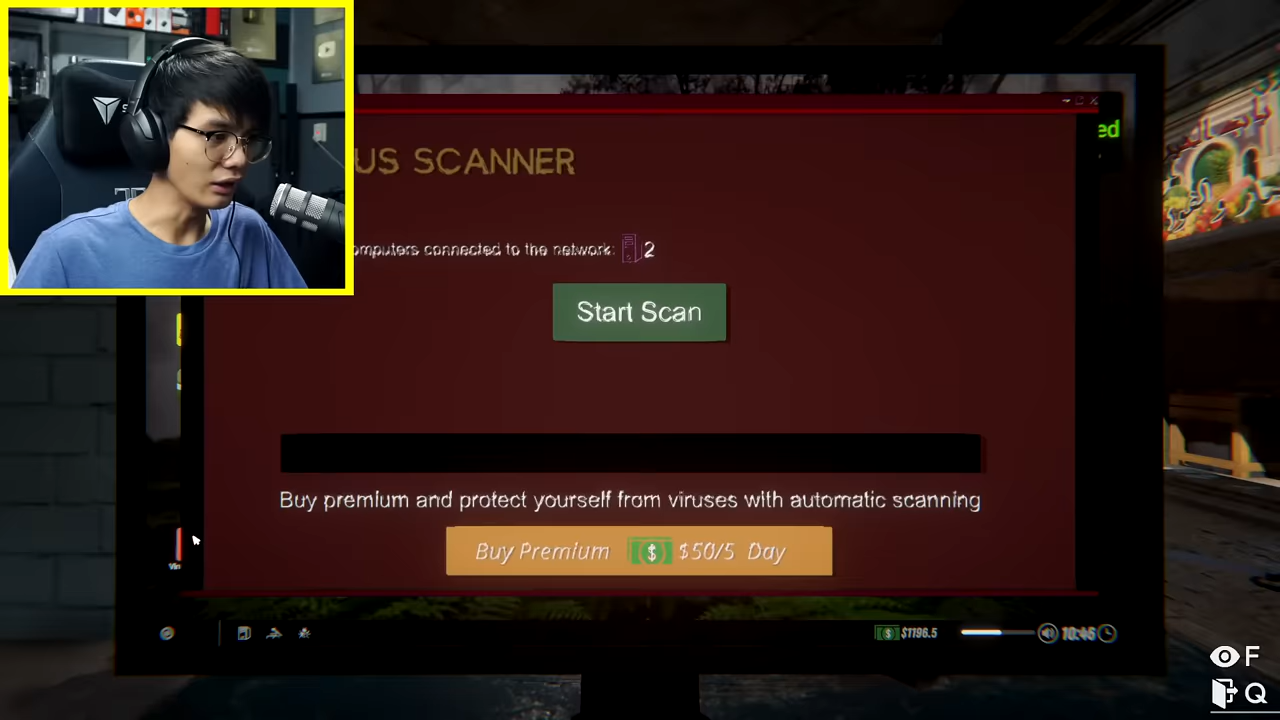 US SCANNER
ed
omputers connected to the network: 2
Start Scan
Buy premium and protect yourself from viruses with automatic scanning
Buy Premium $ $50/5 Day
$ $1196.5
10:46
F
Q